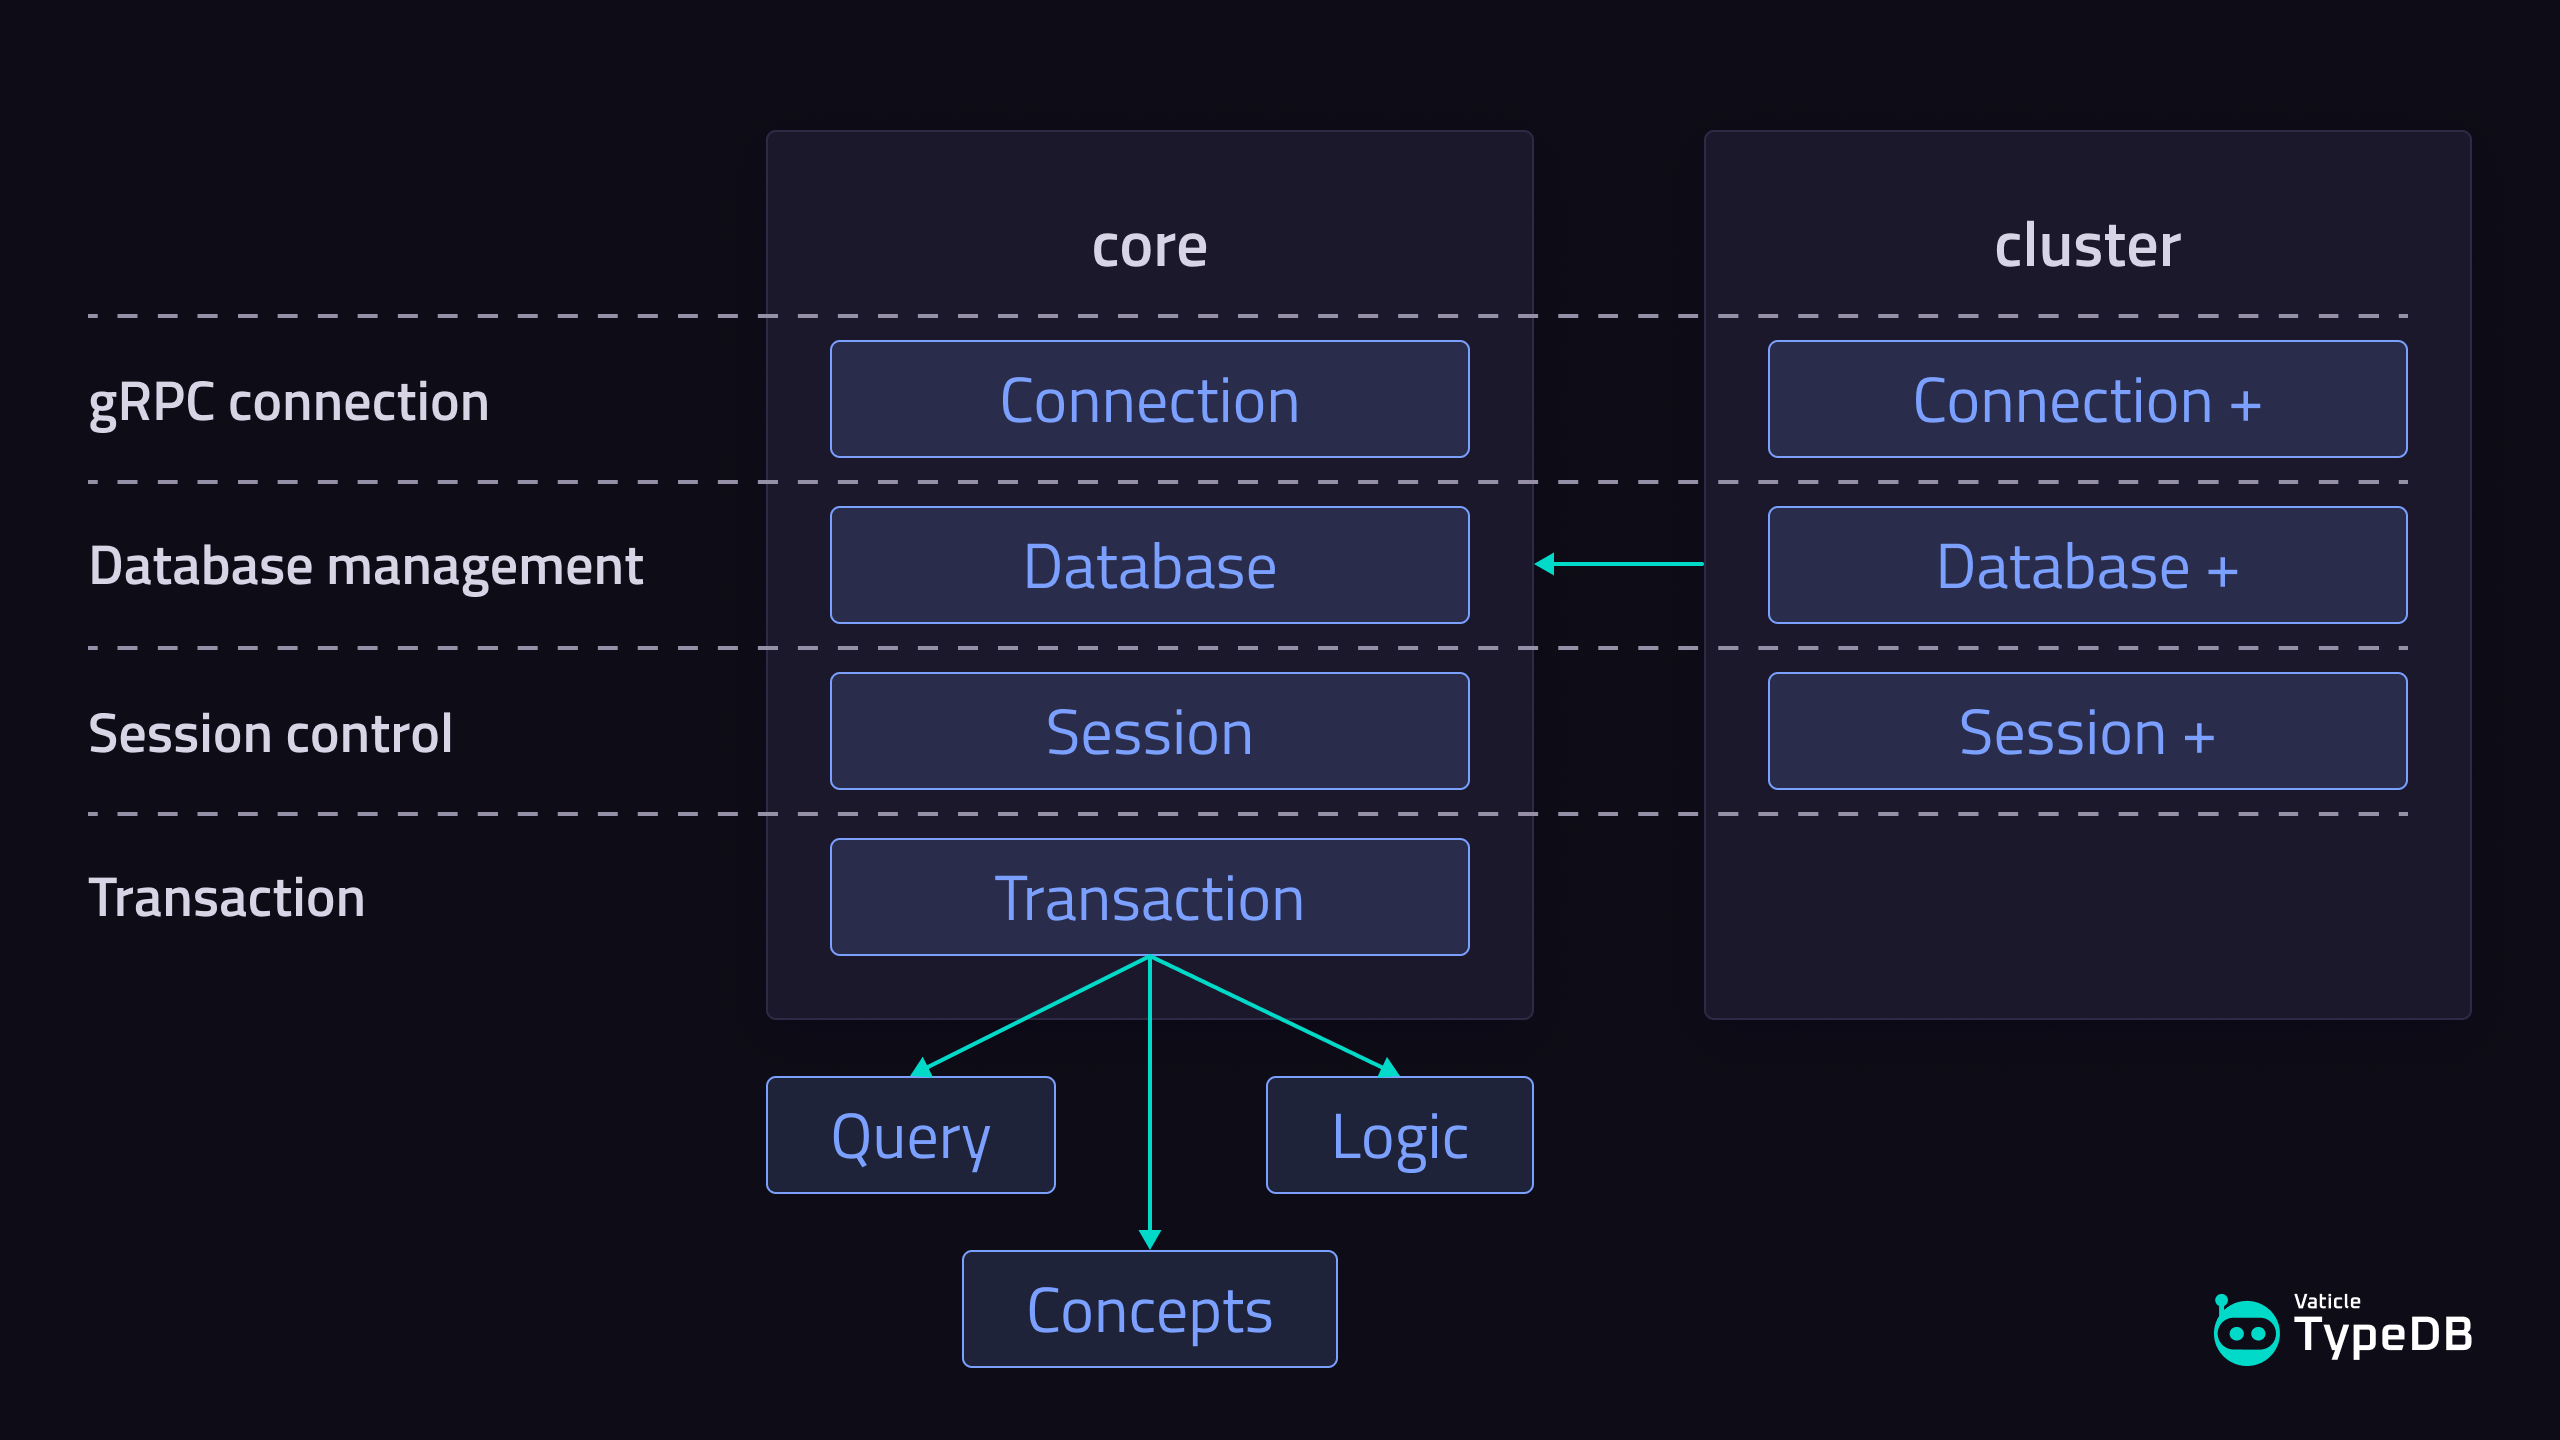 core
cluster
gRPC connection
Connection
Connection +
Database management
Database
Database +
Session control
Session
Session +
Transaction
Transaction
Query
Logic
Concepts
Vaticle
TypeDB